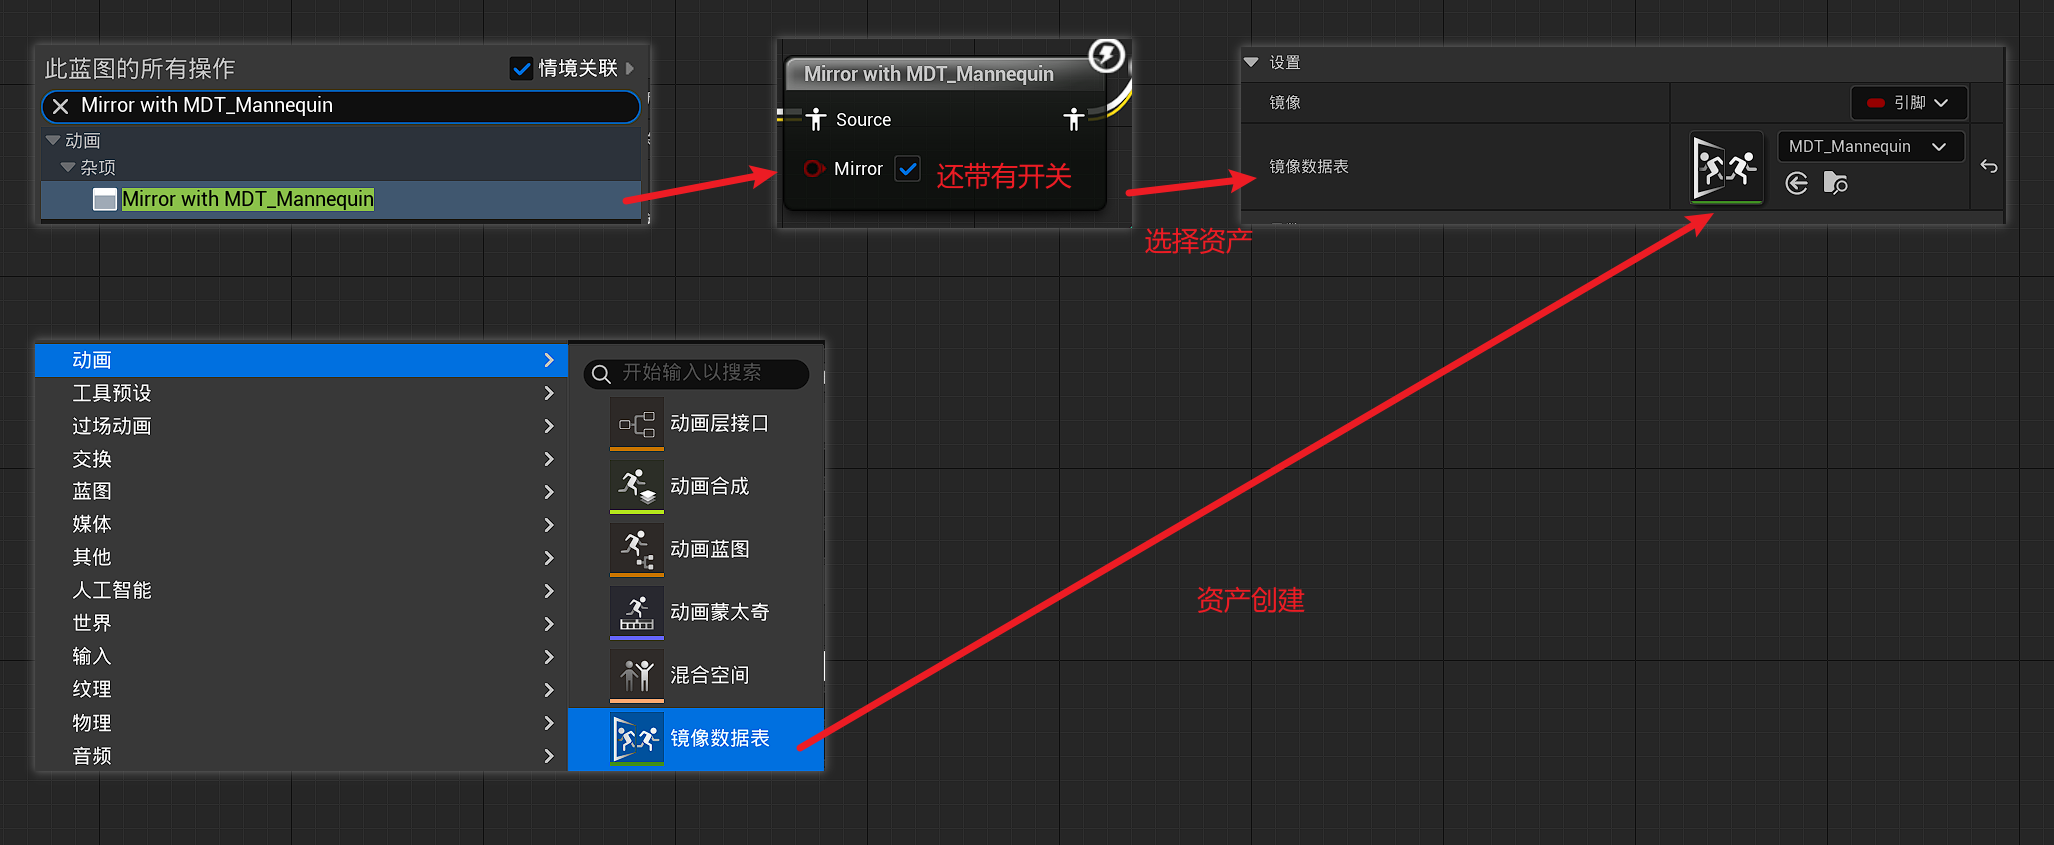 此蓝图的所有操作
情境关联
Mirror with MDT_Mannequin
动画
杂项
Mirror with MDT_Mannequin
Mirror with MDT_Mannequin
Source
Mirror
还带有开关
选择资产
设置
镜像
引脚
镜像数据表
MDT_Mannequin
动画
工具预设
过场动画
交换
蓝图
媒体
其他
人工智能
世界
输入
纹理
物理
音频
开始输入以搜索
动画层接口
动画合成
动画蓝图
动画蒙太奇
混合空间
镜像数据表
资产创建